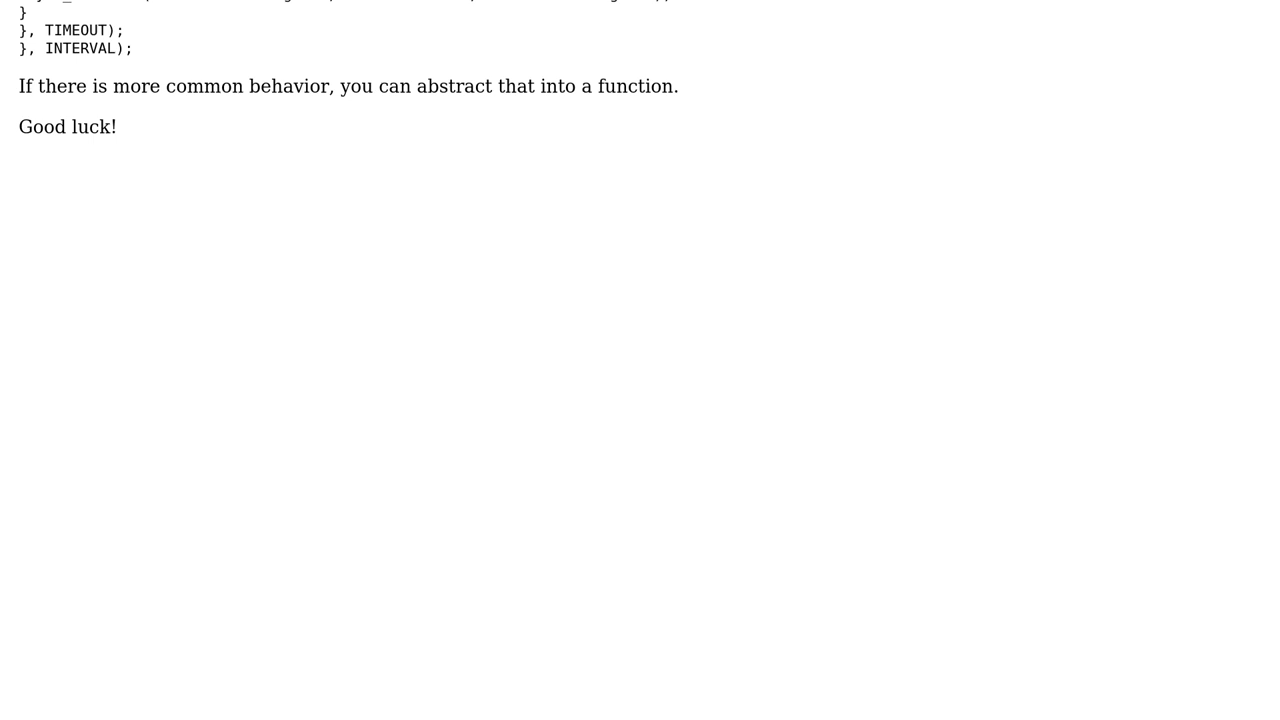 }
}, TIMEOUT);
}, INTERVAL);
If there is more common behavior, you can abstract that into a function.
Good luck!